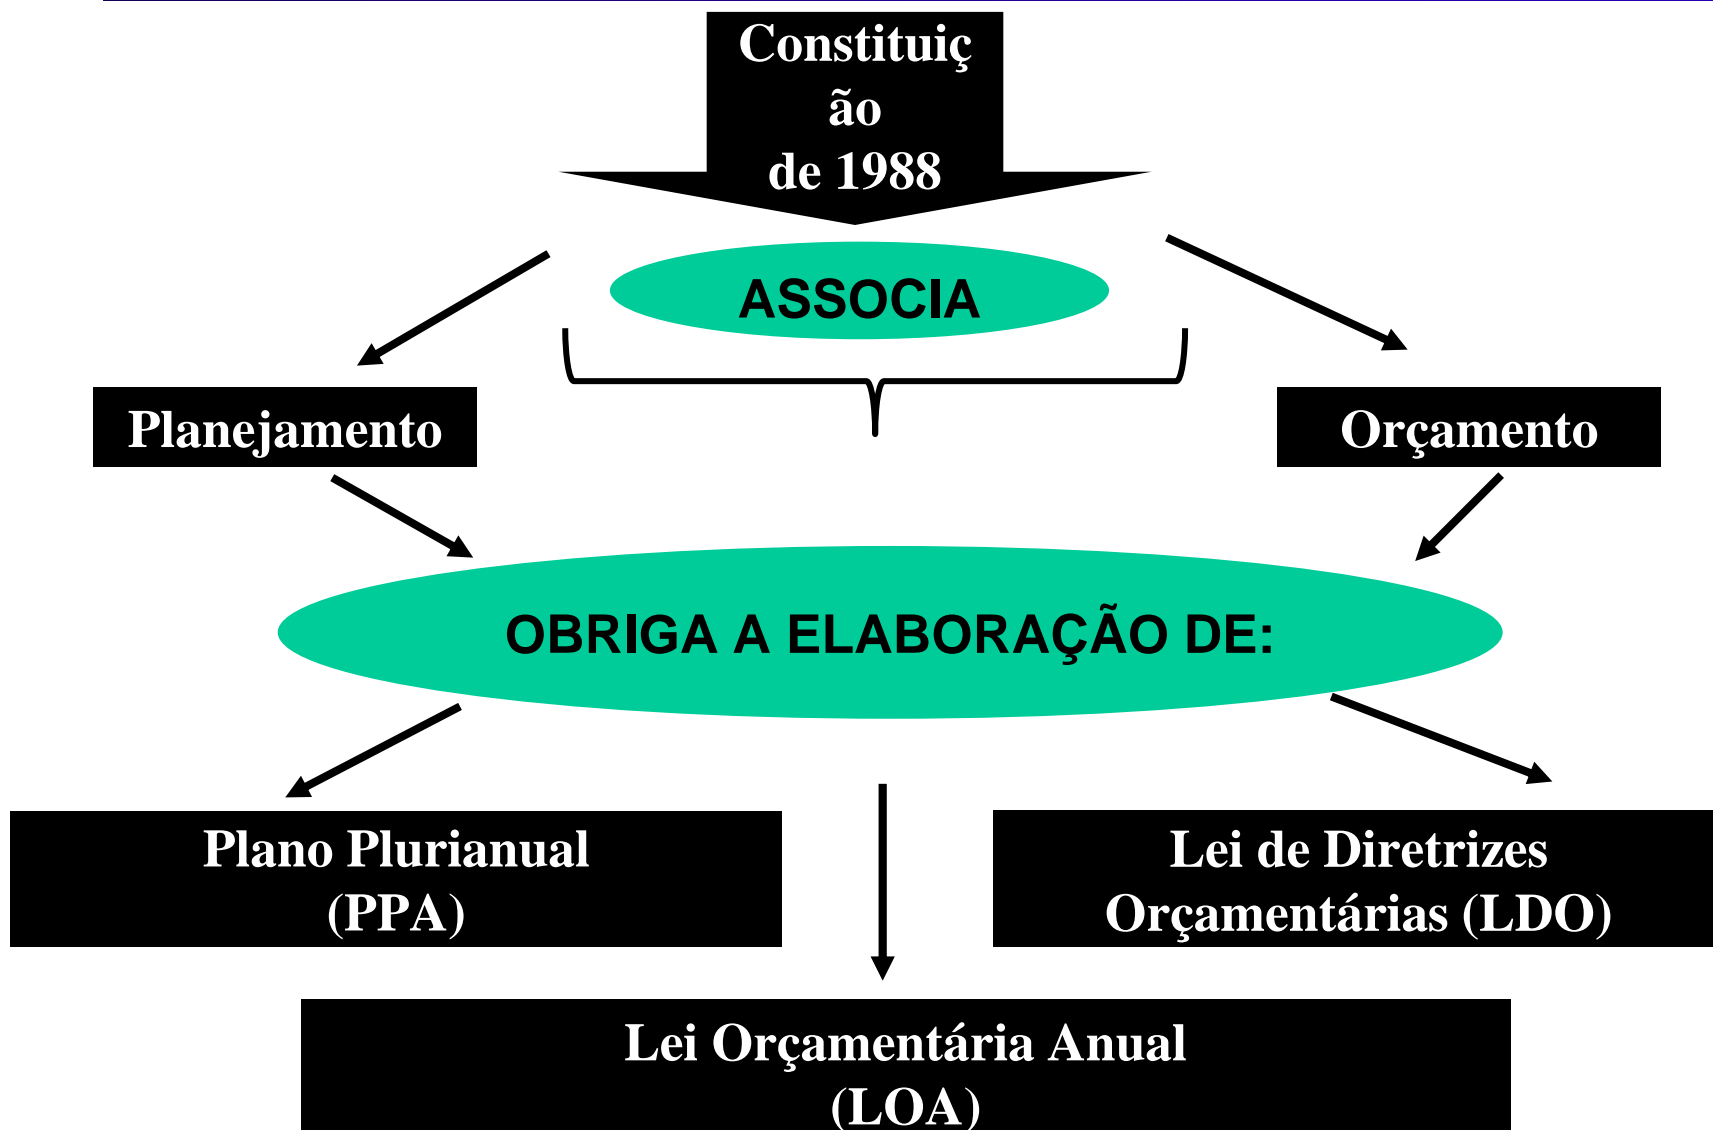 Constituiç
ão
de 1988
ASSOCIA
Planejamento
Orçamento
OBRIGA A ELABORAÇÃO DE:
Plano Plurianual
(PPA)
Lei de Diretrizes
Orçamentárias (LDO)
Lei Orçamentária Anual
(LOA)